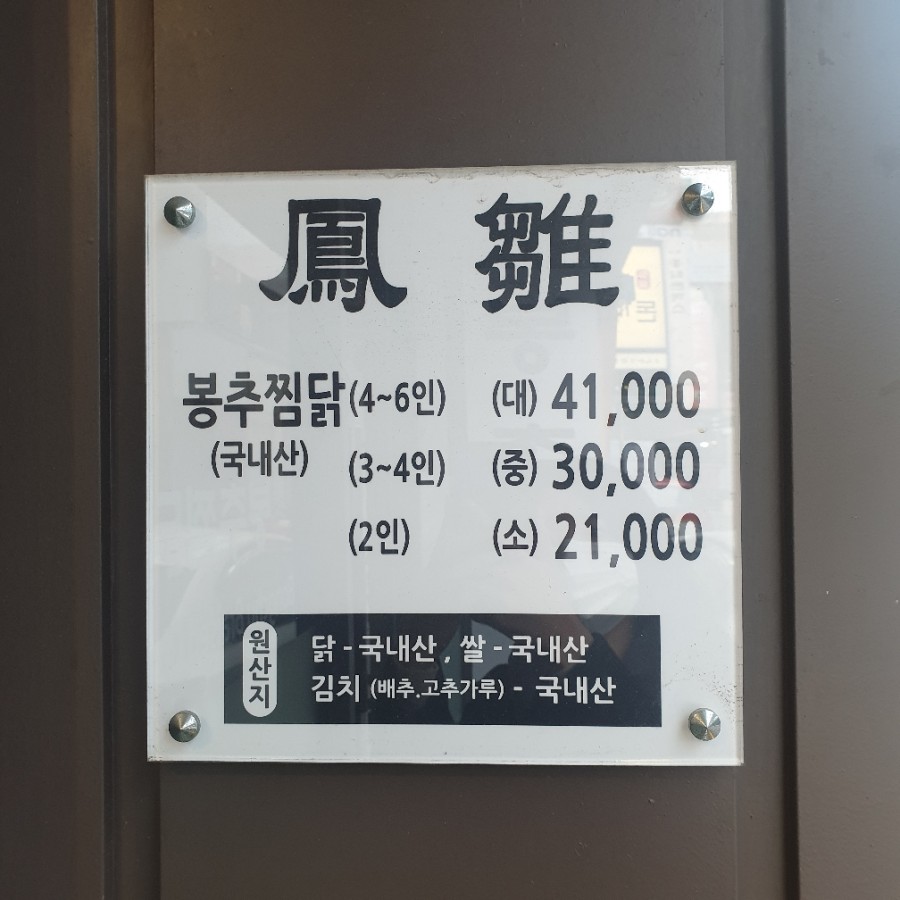 鳳 雛
봉추찜닭(4~6인) (대) 41,000
(국내산) (3~4인) (중) 30,000
(2인) (소) 21,000
원산지
닭 - 국내산 , 쌀 - 국내산
김치 (배추.고추가루) - 국내산